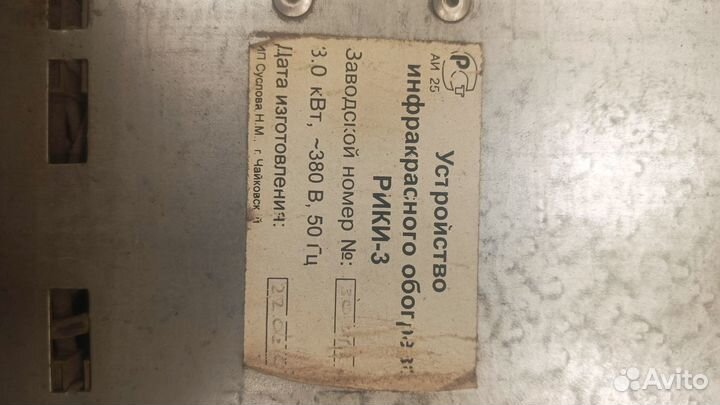 РСТ
АИ 25
Устройство
инфракрасного
РИКИ-3
Заводской номер №:
3.0 кВт, ~380 В, 50 Гц
Дата изготовления:
ИП Суслова Н.М., г. Чайковский
Avito